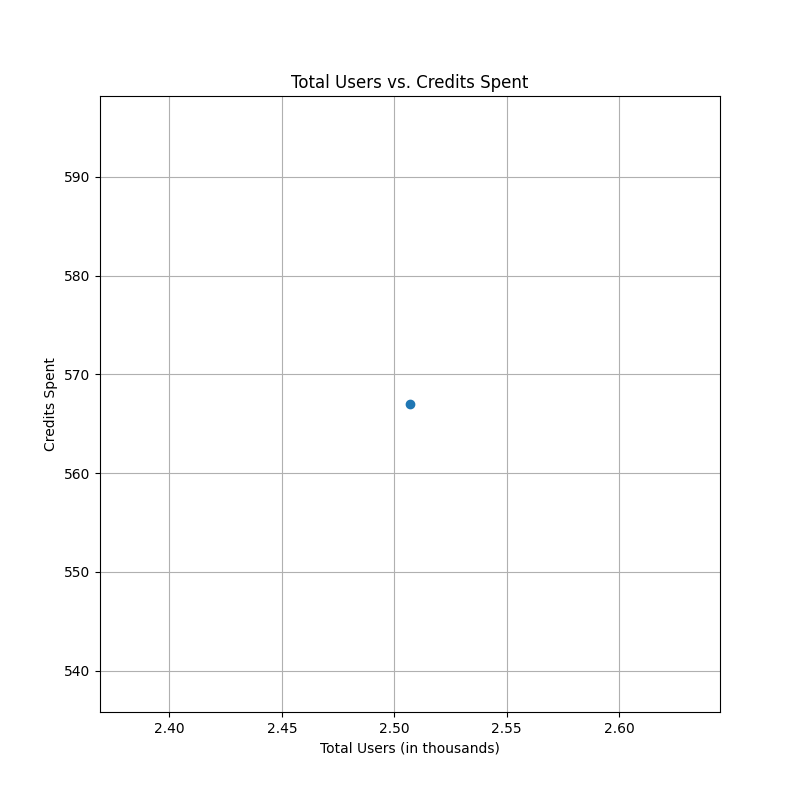 Total Users vs. Credits Spent
590
580
570
560
550
540
Credits Spent
2.40 2.45 2.50 2.55 2.60
Total Users (in thousands)